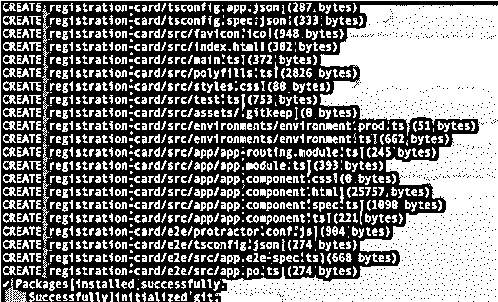 CREATE registration-card/tsconfig.app.json (287 bytes)
CREATE registration-card/tsconfig.spec.json (333 bytes)
CREATE registration-card/src/favicon.ico (948 bytes)
CREATE registration-card/src/index.html (302 bytes)
CREATE registration-card/src/main.ts (372 bytes)
CREATE registration-card/src/polyfills.ts (2826 bytes)
CREATE registration-card/src/styles.css (80 bytes)
CREATE registration-card/src/test.ts (753 bytes)
CREATE registration-card/src/assets/.gitkeep (0 bytes)
CREATE registration-card/src/environments/environment.prod.ts (51 bytes)
CREATE registration-card/src/environments/environment.ts (662 bytes)
CREATE registration-card/src/app/app-routing.module.ts (245 bytes)
CREATE registration-card/src/app/app.module.ts (393 bytes)
CREATE registration-card/src/app/app.component.css (0 bytes)
CREATE registration-card/src/app/app.component.html (25757 bytes)
CREATE registration-card/src/app/app.component.spec.ts (1098 bytes)
CREATE registration-card/src/app/app.component.ts (221 bytes)
CREATE registration-card/e2e/protractor.conf.js (904 bytes)
CREATE registration-card/e2e/tsconfig.json (274 bytes)
CREATE registration-card/e2e/src/app.e2e-spec.ts (668 bytes)
CREATE registration-card/e2e/src/app.po.ts (274 bytes)
✔ Packages installed successfully.
Successfully initialized git.